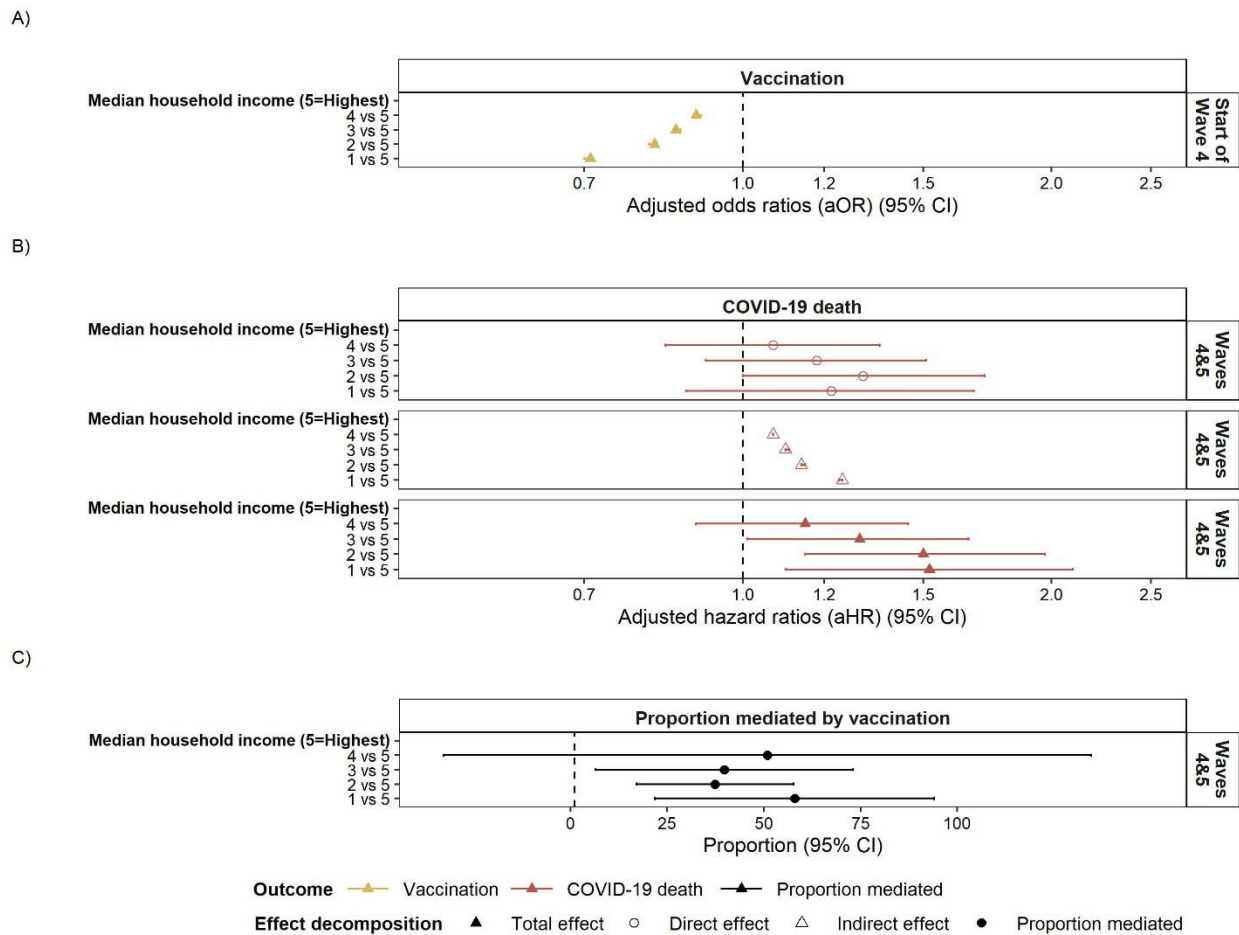 A)
Vaccination
Median household income (5=Highest)
4 vs 5
3 vs 5
2 vs 5
1 vs 5
Start of
Wave 4
0.7 1.0 1.2 1.5 2.0 2.5
Adjusted odds ratios (aOR) (95% CI)
B)
COVID-19 death
Median household income (5=Highest)
4 vs 5
3 vs 5
2 vs 5
1 vs 5
Waves
4&5
Median household income (5=Highest)
4 vs 5
3 vs 5
2 vs 5
1 vs 5
Waves
4&5
Median household income (5=Highest)
4 vs 5
3 vs 5
2 vs 5
1 vs 5
Waves
4&5
0.7 1.0 1.2 1.5 2.0 2.5
Adjusted hazard ratios (aHR) (95% CI)
C)
Proportion mediated by vaccination
Median household income (5=Highest)
4 vs 5
3 vs 5
2 vs 5
1 vs 5
Waves
4&5
0 25 50 75 100
Proportion (95% CI)
Outcome Vaccination COVID-19 death Proportion mediated
Effect decomposition Total effect Direct effect Indirect effect Proportion mediated